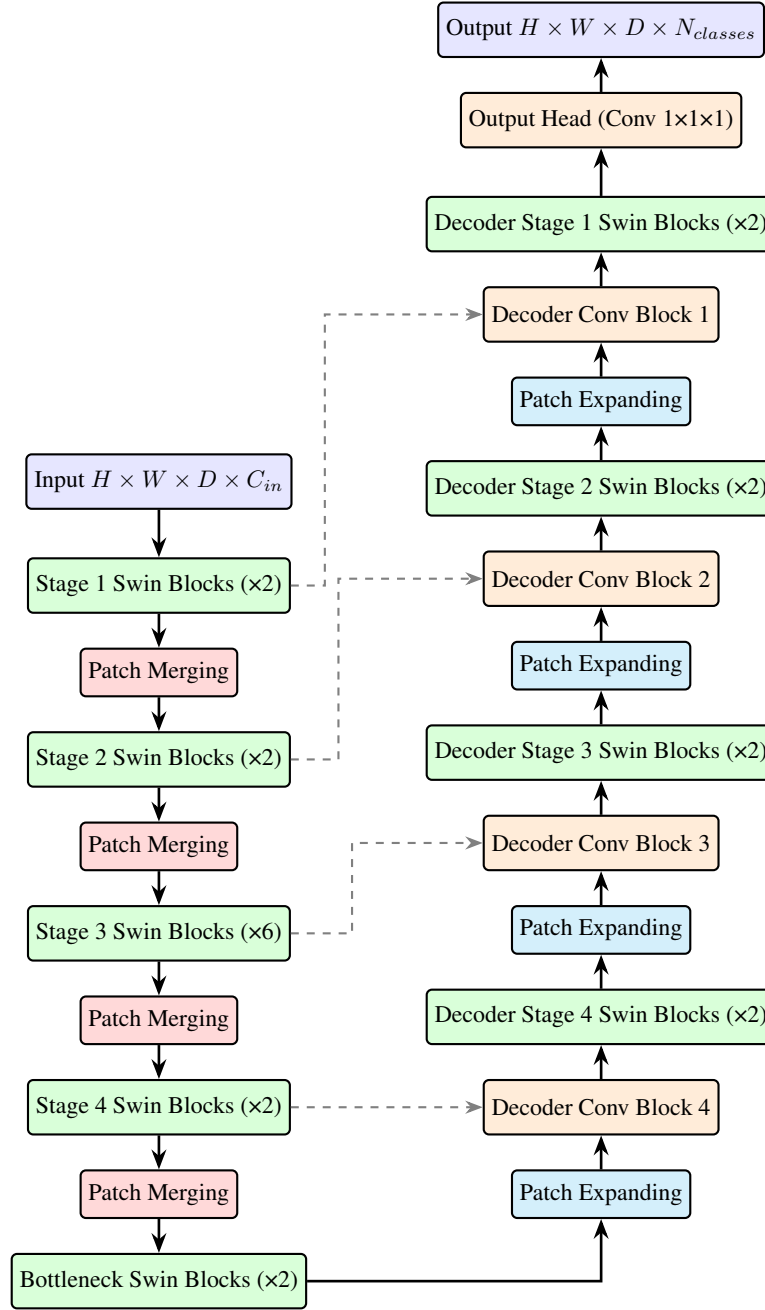 Output H × W × D × N_{classes}
Output Head (Conv 1×1×1)
Decoder Stage 1 Swin Blocks (×2)
Decoder Conv Block 1
Patch Expanding
Decoder Stage 2 Swin Blocks (×2)
Decoder Conv Block 2
Patch Expanding
Decoder Stage 3 Swin Blocks (×2)
Decoder Conv Block 3
Patch Expanding
Decoder Stage 4 Swin Blocks (×2)
Decoder Conv Block 4
Patch Expanding
Input H × W × D × C_{in}
Stage 1 Swin Blocks (×2)
Patch Merging
Stage 2 Swin Blocks (×2)
Patch Merging
Stage 3 Swin Blocks (×6)
Patch Merging
Stage 4 Swin Blocks (×2)
Patch Merging
Bottleneck Swin Blocks (×2)